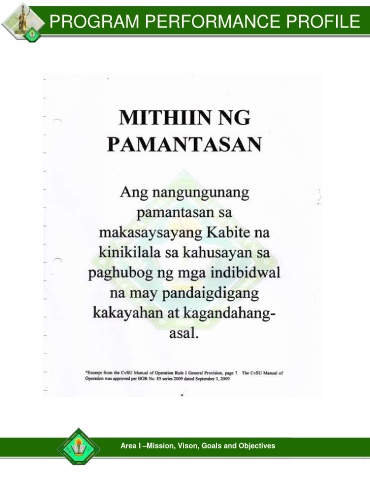 PROGRAM PERFORMANCE PROFILE
MITHIIN NG
PAMANTASAN
Ang nangungunang
pamantasan sa
makasaysayang Kabite na
kinikilala sa kahusayan sa
paghubog ng mga indibidwal
na may pandaigdigang
kakayahan at kagandahang-
asal.
*Excerpt from the CvSU Manual of Operation Rule I General Provision, page 7. The CvSU Manual of
Operation was approved per BOR No. 83 series 2009 dated September 3, 2009
Area I –Mission, Vison, Goals and Objectives